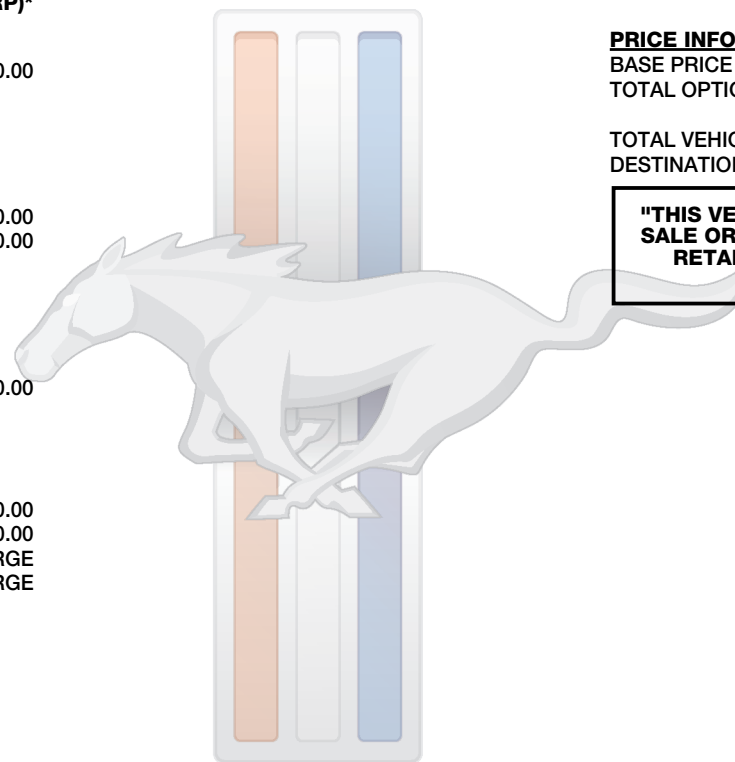 RP)*
0.00
0.00
0.00
0.00
0.00
0.00
RGE
RGE
PRICE INFO
BASE PRICE
TOTAL OPTIO
TOTAL VEHIC
DESTINATION
"THIS VE
SALE OR
RETAI